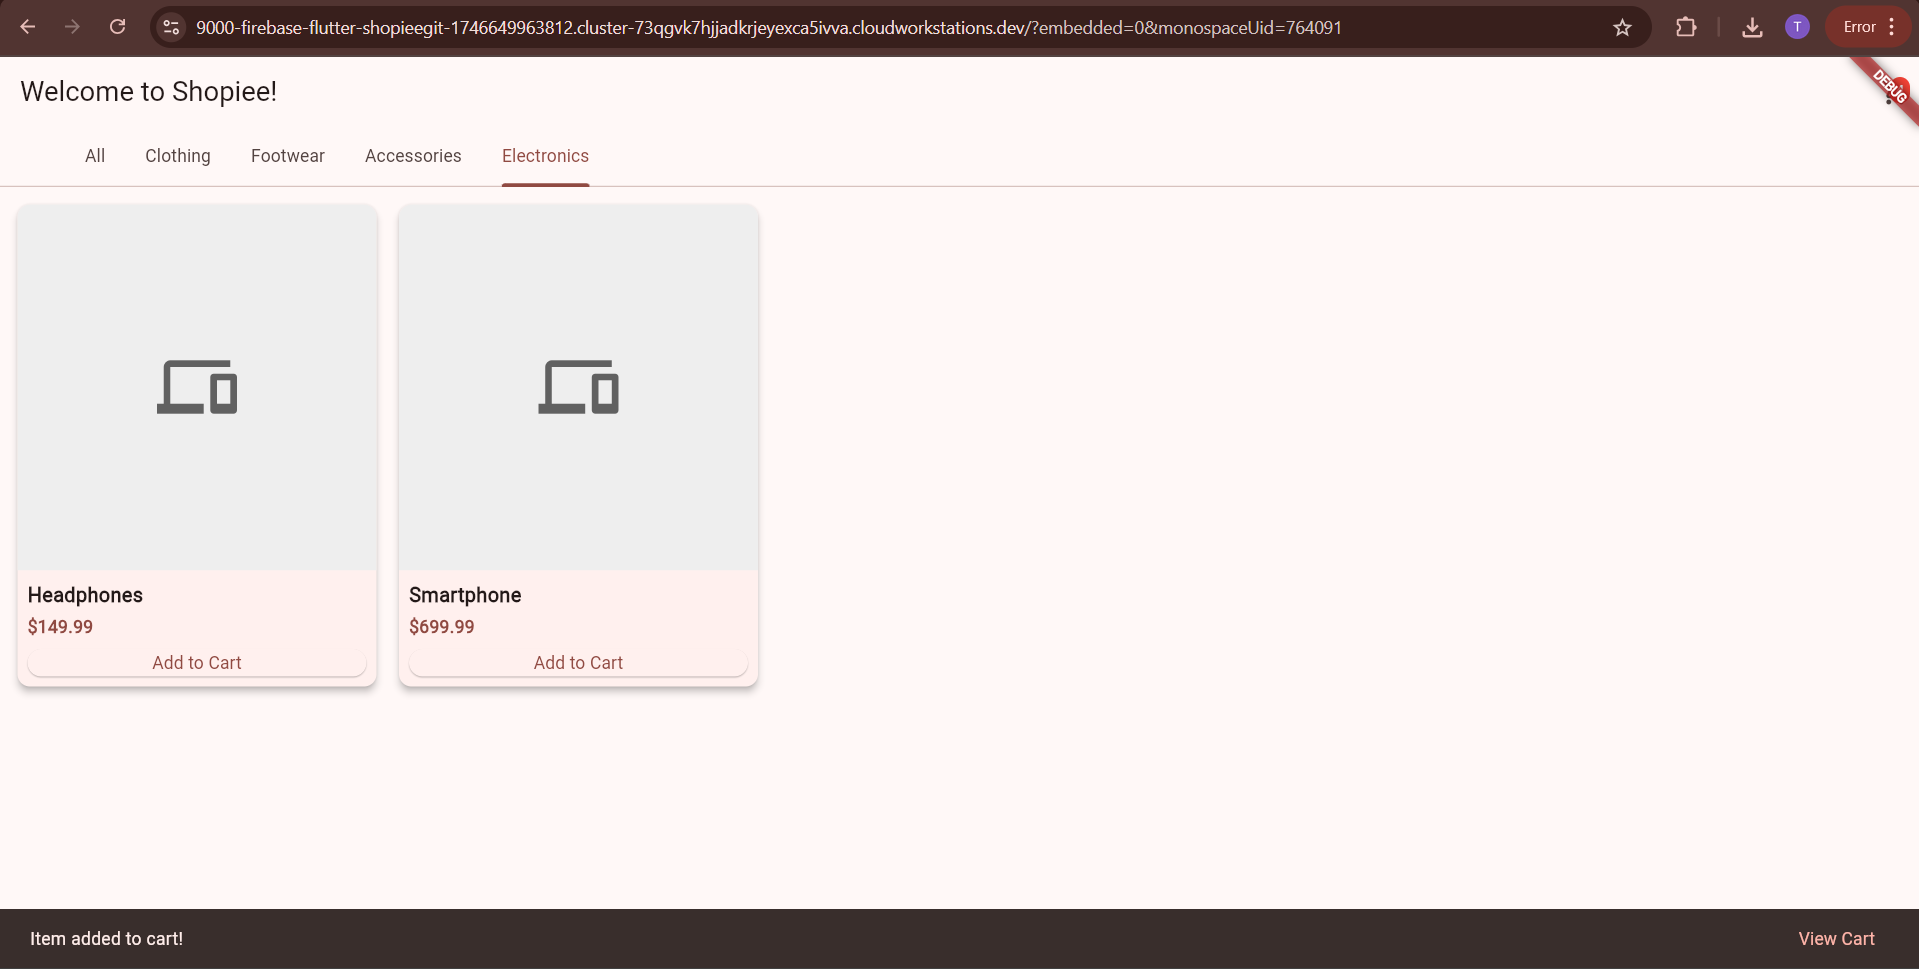 9000-firebase-flutter-shopieegit-1746649963812.cluster-73qgvk7hjjadkrjeyexca5ivva.cloudworkstations.dev/?embedded=0&monospaceUid=764091
T
Error
Welcome to Shopiee!
DEBUG
All
Clothing
Footwear
Accessories
Electronics
Headphones
$149.99
Add to Cart
Smartphone
$699.99
Add to Cart
Item added to cart!
View Cart